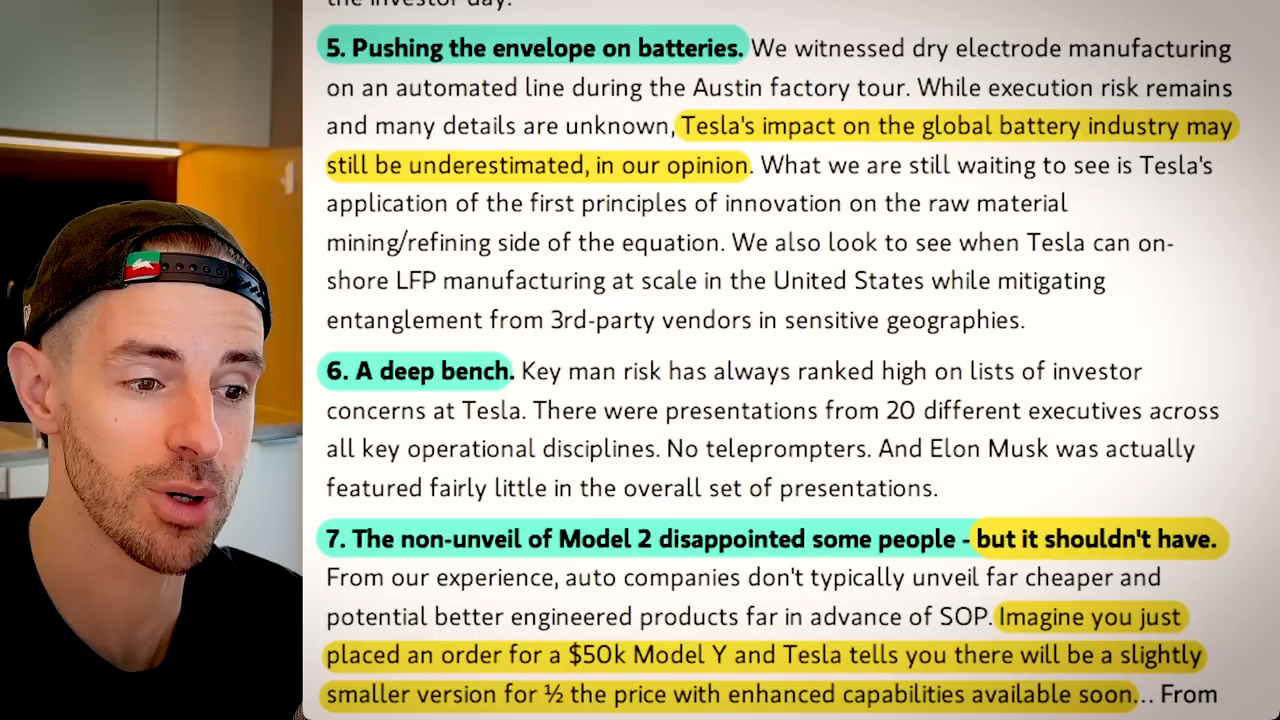 the investor day.
5. Pushing the envelope on batteries. We witnessed dry electrode manufacturing
on an automated line during the Austin factory tour. While execution risk remains
and many details are unknown, Tesla's impact on the global battery industry may
still be underestimated, in our opinion. What we are still waiting to see is Tesla's
application of the first principles of innovation on the raw material
mining/refining side of the equation. We also look to see when Tesla can on-
shore LFP manufacturing at scale in the United States while mitigating
entanglement from 3rd-party vendors in sensitive geographies.
6. A deep bench. Key man risk has always ranked high on lists of investor
concerns at Tesla. There were presentations from 20 different executives across
all key operational disciplines. No teleprompters. And Elon Musk was actually
featured fairly little in the overall set of presentations.
7. The non-unveil of Model 2 disappointed some people - but it shouldn't have.
From our experience, auto companies don't typically unveil far cheaper and
potential better engineered products far in advance of SOP. Imagine you just
placed an order for a $50k Model Y and Tesla tells you there will be a slightly
smaller version for ½ the price with enhanced capabilities available soon... From